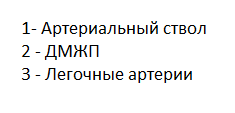 1- Артериальный ствол
2 - ДМЖП
3 - Легочные артерии